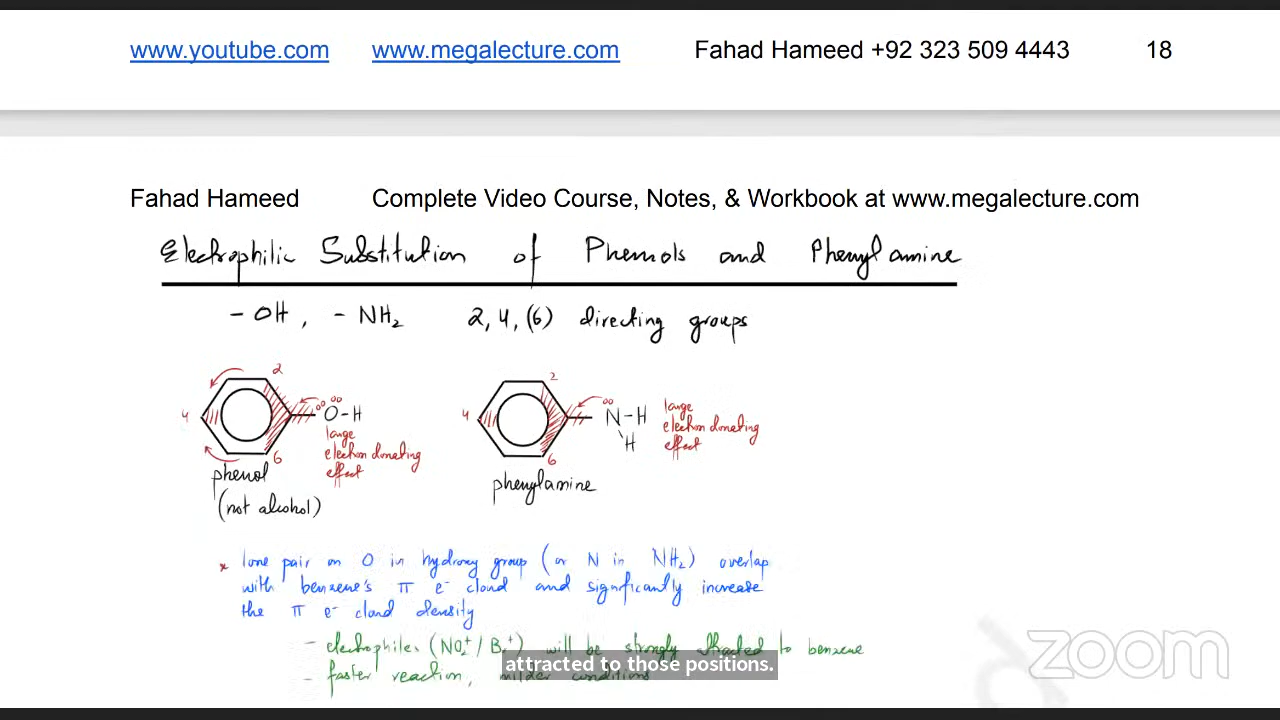 www.youtube.com www.megalecture.com Fahad Hameed +92 323 509 4443 18
Fahad Hameed Complete Video Course, Notes, & Workbook at www.megalecture.com
Electrophilic Substitution of Phenols and Phenylamine
- OH, - NH₂ 2, 4, (6) directing groups
2
4
6
O-H
large
electron donating
effect
phenol
(not alcohol)
2
4
6
N-H
H
large
electron donating
effect
phenylamine
* lone pair on O in hydroxy group (or N in NH₂) overlap
with benzene's π e⁻ cloud and significantly increase
the π e⁻ cloud density
- electrophiles (NO₂⁺ / Br⁺) will be strongly attracted to benzene
attracted to those positions.
- faster reaction, milder conditions
zoom